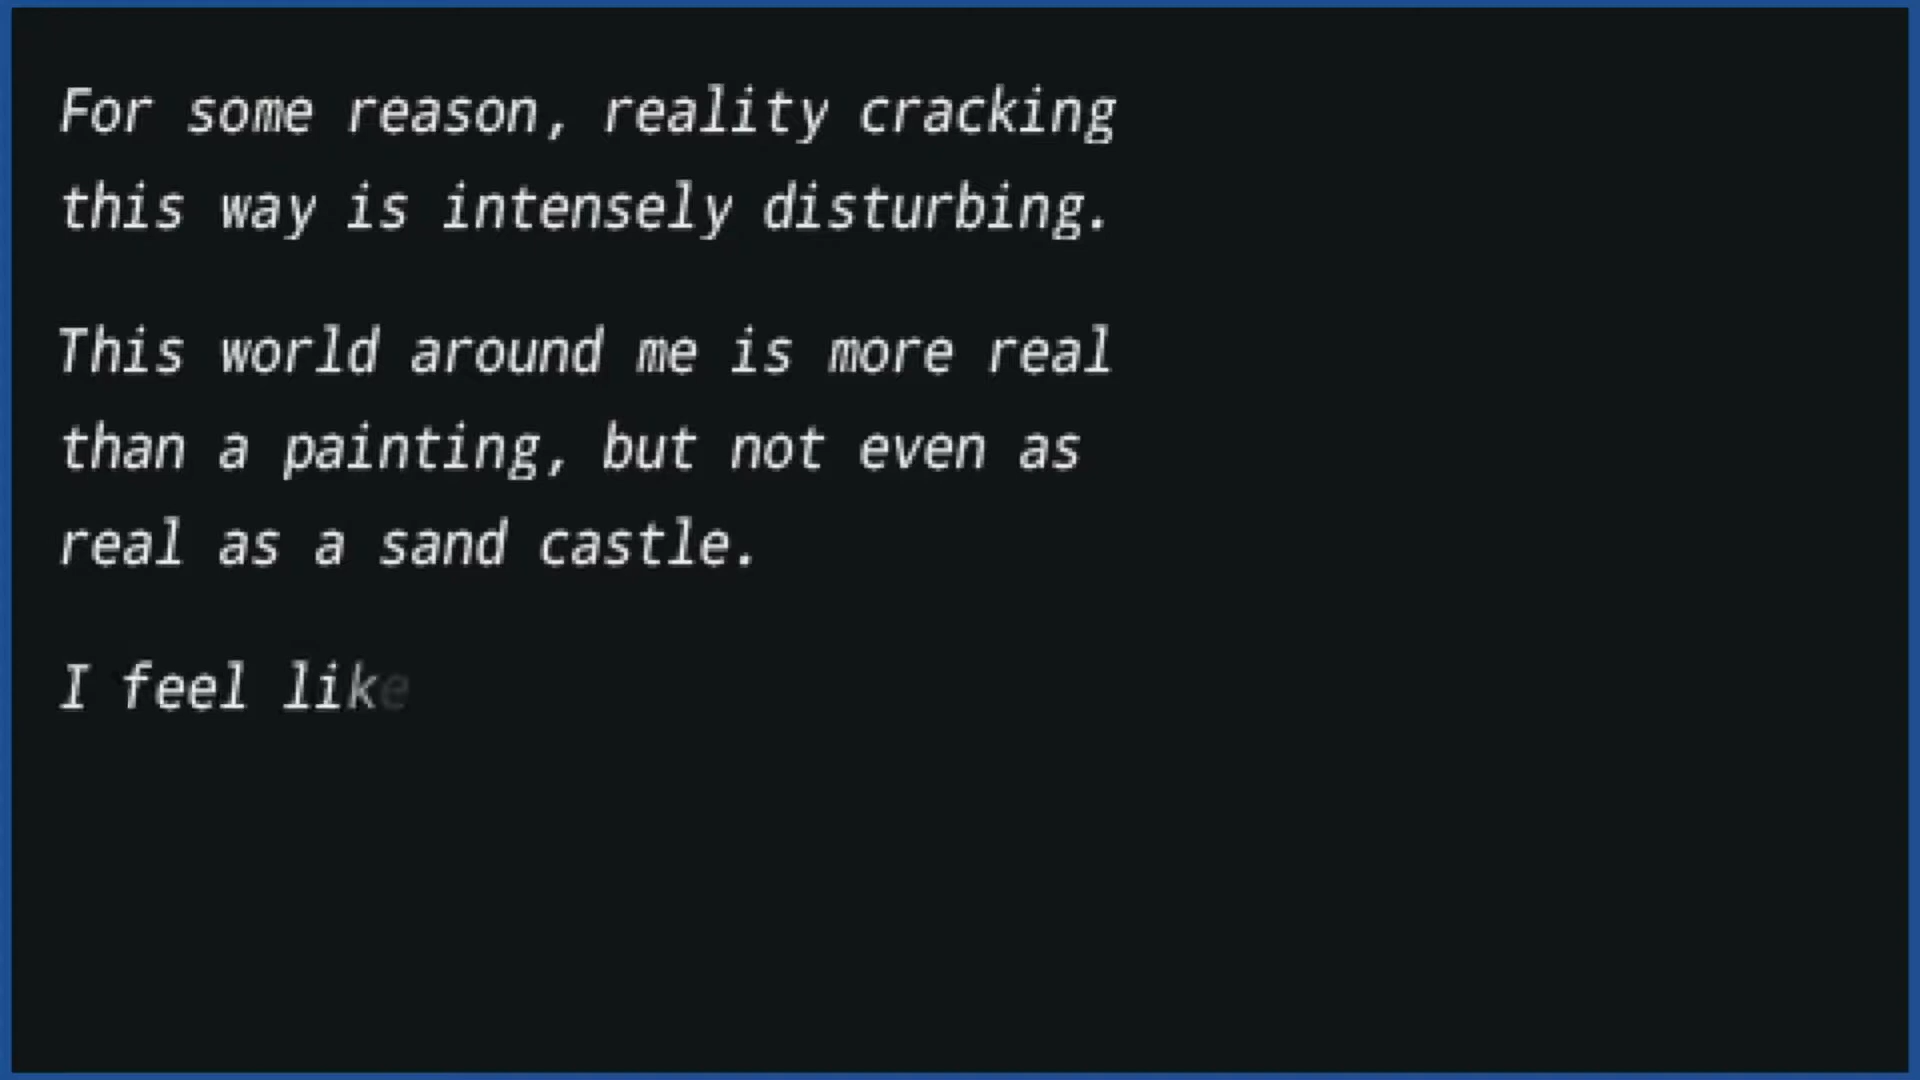 For some reason, reality cracking
this way is intensely disturbing.
This world around me is more real
than a painting, but not even as
real as a sand castle.
I feel like